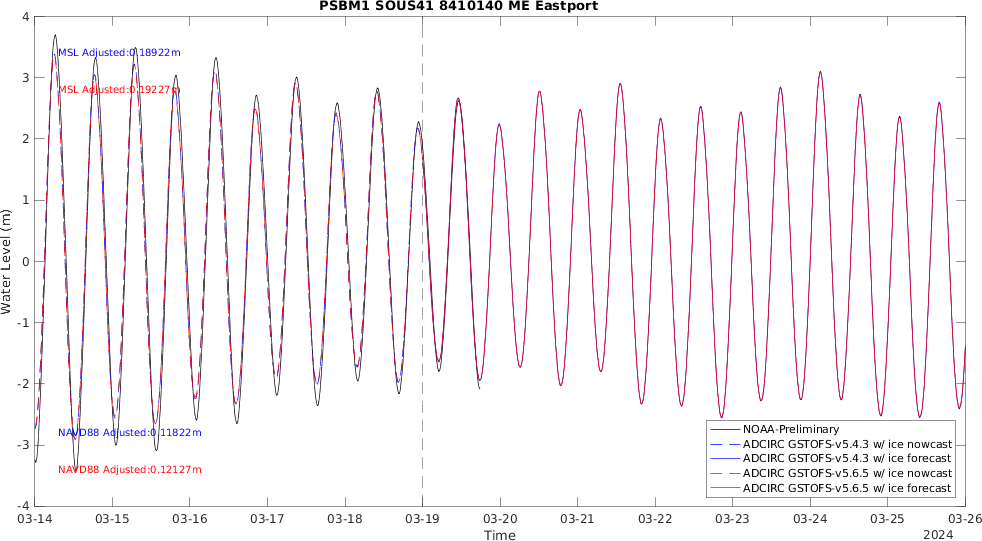 PSBM1 SOUS41 8410140 ME Eastport
4
3
2
1
0
-1
-2
-3
-4
Water Level (m)
MSL Adjusted:0.18922m
MSL Adjusted:0.19227m
NAVD88 Adjusted:0.11822m
NAVD88 Adjusted:0.12127m
NOAA-Preliminary
ADCIRC GSTOFS-v5.4.3 w/ ice nowcast
ADCIRC GSTOFS-v5.4.3 w/ ice forecast
ADCIRC GSTOFS-v5.6.5 w/ ice nowcast
ADCIRC GSTOFS-v5.6.5 w/ ice forecast
03-14 03-15 03-16 03-17 03-18 03-19 03-20 03-21 03-22 03-23 03-24 03-25 03-26
Time
2024